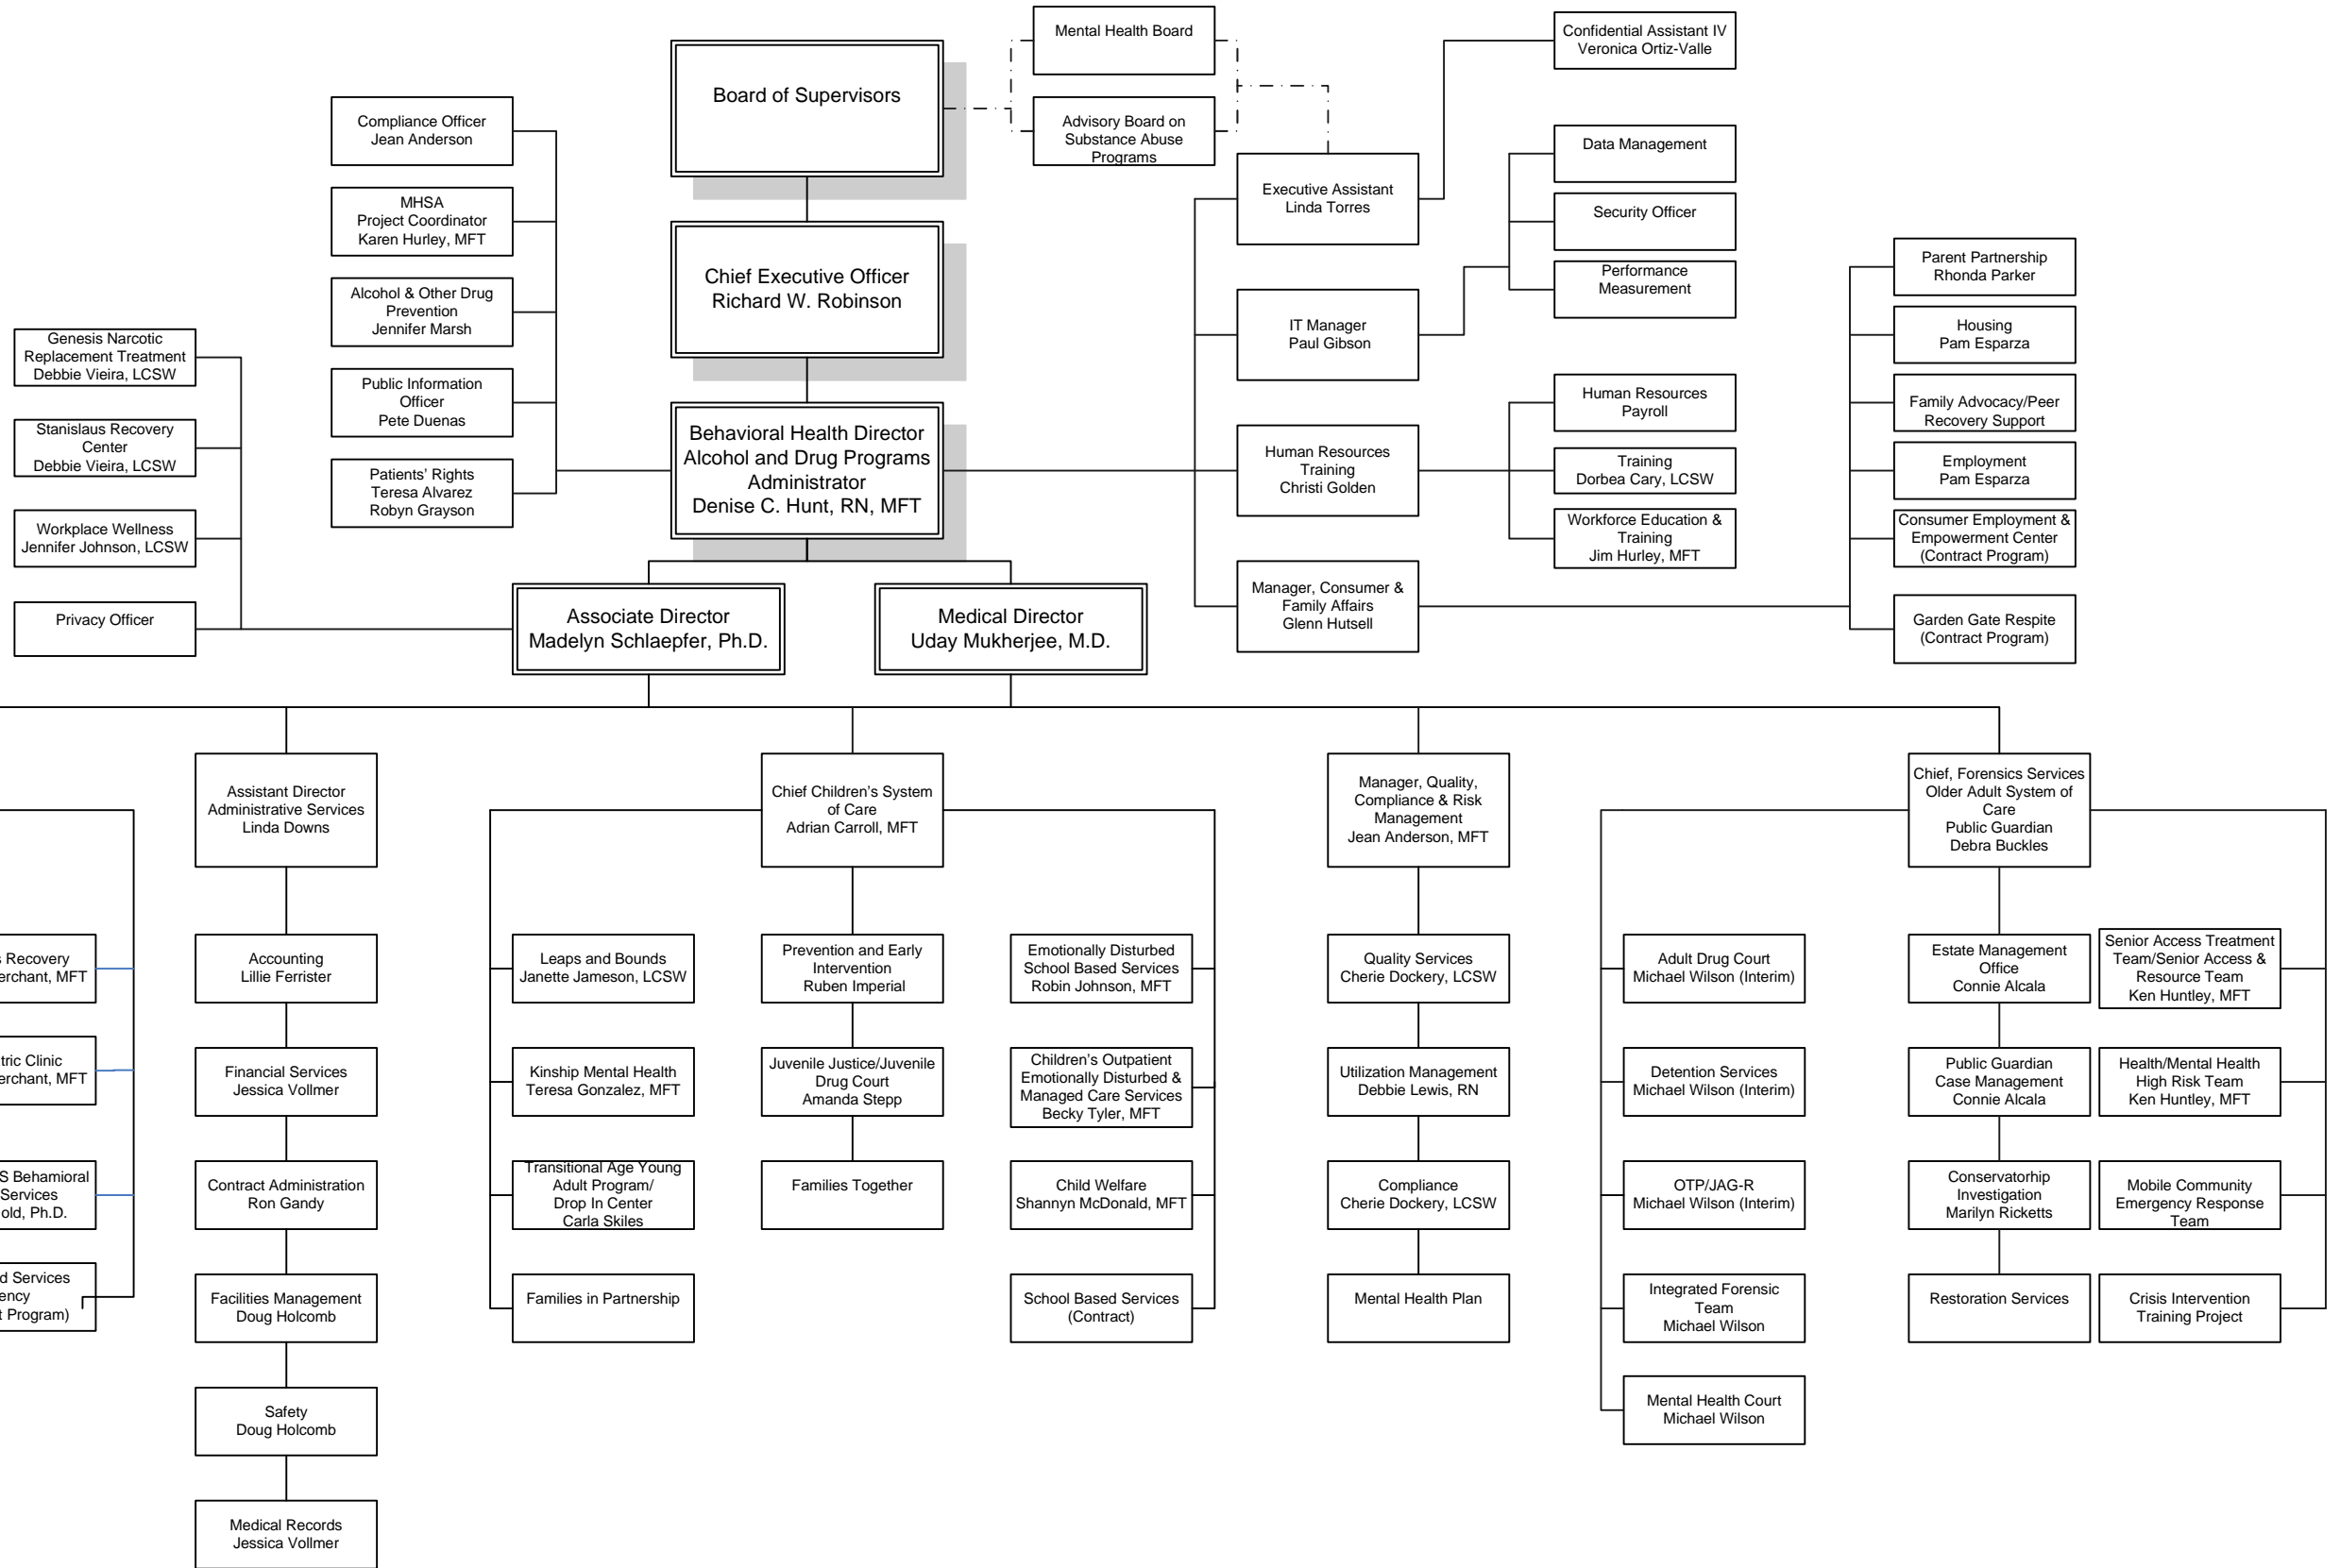 Mental Health Board
Confidential Assistant IV
Veronica Ortiz-Valle
Board of Supervisors
Compliance Officer
Jean Anderson
Advisory Board on
Substance Abuse
Programs
Data Management
Executive Assistant
Linda Torres
MHSA
Project Coordinator
Karen Hurley, MFT
Security Officer
Chief Executive Officer
Richard W. Robinson
Parent Partnership
Rhonda Parker
Performance
Measurement
Alcohol & Other Drug
Prevention
Jennifer Marsh
IT Manager
Paul Gibson
Housing
Pam Esparza
Genesis Narcotic
Replacement Treatment
Debbie Vieira, LCSW
Public Information
Officer
Pete Duenas
Human Resources
Payroll
Family Advocacy/Peer
Recovery Support
Stanislaus Recovery
Center
Debbie Vieira, LCSW
Behavioral Health Director
Alcohol and Drug Programs
Administrator
Denise C. Hunt, RN, MFT
Patients’ Rights
Teresa Alvarez
Robyn Grayson
Human Resources
Training
Christi Golden
Training
Dorbea Cary, LCSW
Employment
Pam Esparza
Workplace Wellness
Jennifer Johnson, LCSW
Workforce Education &
Training
Jim Hurley, MFT
Consumer Employment &
Empowerment Center
(Contract Program)
Privacy Officer
Associate Director
Madelyn Schlaepfer, Ph.D.
Medical Director
Uday Mukherjee, M.D.
Manager, Consumer &
Family Affairs
Glenn Hutsell
Garden Gate Respite
(Contract Program)
Assistant Director
Administrative Services
Linda Downs
Chief Children’s System
of Care
Adrian Carroll, MFT
Manager, Quality,
Compliance & Risk
Management
Jean Anderson, MFT
Chief, Forensics Services
Older Adult System of
Care
Public Guardian
Debra Buckles
s Recovery
erchant, MFT
Accounting
Lillie Ferrister
Leaps and Bounds
Janette Jameson, LCSW
Prevention and Early
Intervention
Ruben Imperial
Emotionally Disturbed
School Based Services
Robin Johnson, MFT
Quality Services
Cherie Dockery, LCSW
Adult Drug Court
Michael Wilson (Interim)
Estate Management
Office
Connie Alcala
Senior Access Treatment
Team/Senior Access &
Resource Team
Ken Huntley, MFT
tric Clinic
erchant, MFT
Financial Services
Jessica Vollmer
Kinship Mental Health
Teresa Gonzalez, MFT
Juvenile Justice/Juvenile
Drug Court
Amanda Stepp
Children’s Outpatient
Emotionally Disturbed &
Managed Care Services
Becky Tyler, MFT
Utilization Management
Debbie Lewis, RN
Detention Services
Michael Wilson (Interim)
Public Guardian
Case Management
Connie Alcala
Health/Mental Health
High Risk Team
Ken Huntley, MFT
S Behamioral
Services
old, Ph.D.
Contract Administration
Ron Gandy
Transitional Age Young
Adult Program/
Drop In Center
Carla Skiles
Families Together
Child Welfare
Shannyn McDonald, MFT
Compliance
Cherie Dockery, LCSW
OTP/JAG-R
Michael Wilson (Interim)
Conservatorhip
Investigation
Marilyn Ricketts
Mobile Community
Emergency Response
Team
d Services
ency
t Program)
Facilities Management
Doug Holcomb
Families in Partnership
School Based Services
(Contract)
Mental Health Plan
Integrated Forensic
Team
Michael Wilson
Restoration Services
Crisis Intervention
Training Project
Safety
Doug Holcomb
Mental Health Court
Michael Wilson
Medical Records
Jessica Vollmer